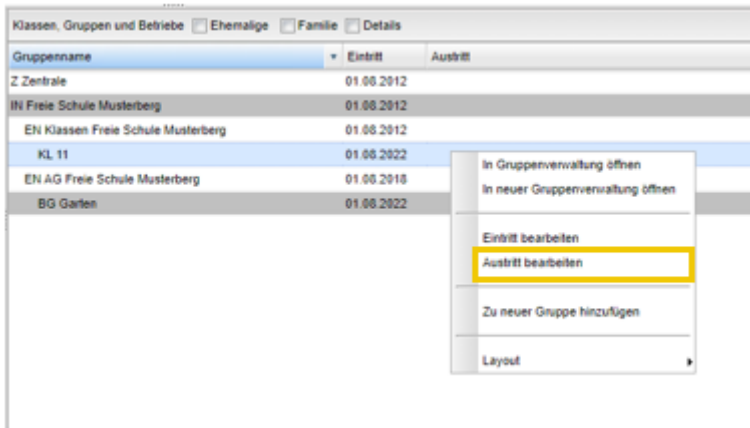 Klassen, Gruppen und Betriebe Ehemalige Familie Details
Gruppenname Eintritt Austritt
Z Zentrale 01.08.2012
IN Freie Schule Musterberg 01.08.2012
EN Klassen Freie Schule Musterberg 01.08.2012
KL 11 01.08.2022
EN AG Freie Schule Musterberg 01.08.2018
BG Garten 01.08.2022
In Gruppenverwaltung öffnen
In neuer Gruppenverwaltung öffnen
Eintritt bearbeiten
Austritt bearbeiten
Zu neuer Gruppe hinzufügen
Layout